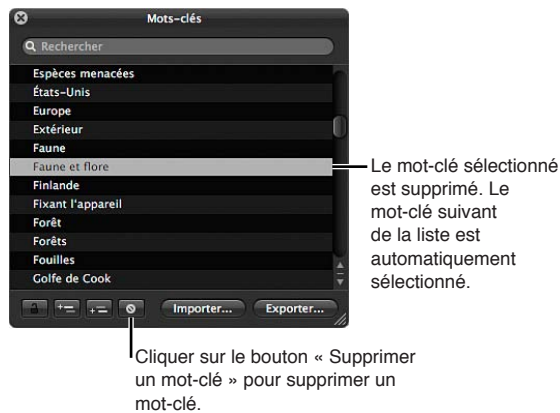 Mots-clés
Rechercher
Espèces menacées
États-Unis
Europe
Extérieur
Faune
Faune et flore
Finlande
Fixant l'appareil
Forêt
Forêts
Fouilles
Golfe de Cook
Importer...
Exporter...
Le mot-clé sélectionné
est supprimé. Le
mot-clé suivant
de la liste est
automatiquement
sélectionné.
Cliquer sur le bouton « Supprimer
un mot-clé » pour supprimer un
mot-clé.